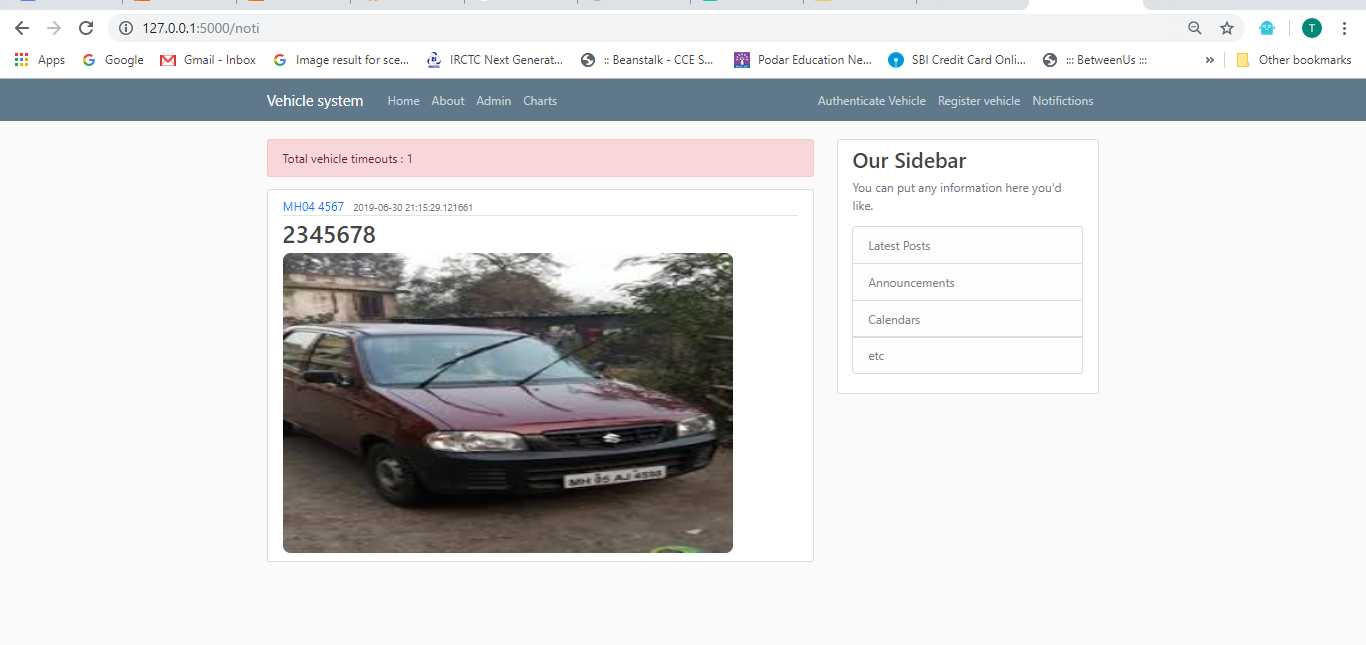 127.0.0.1:5000/noti
Apps Google Gmail - Inbox Image result for sce... IRCTC Next Generat... :: Beanstalk - CCE S... Podar Education Ne... SBI Credit Card Onli... ::: BetweenUs ::: » Other bookmarks
Vehicle system Home About Admin Charts Authenticate Vehicle Register vehicle Notifictions
Total vehicle timeouts : 1
MH04 4567 2019-06-30 21:15:29.121661
2345678
MH 05 AJ 4598
Our Sidebar
You can put any information here you'd
like.
Latest Posts
Announcements
Calendars
etc
T